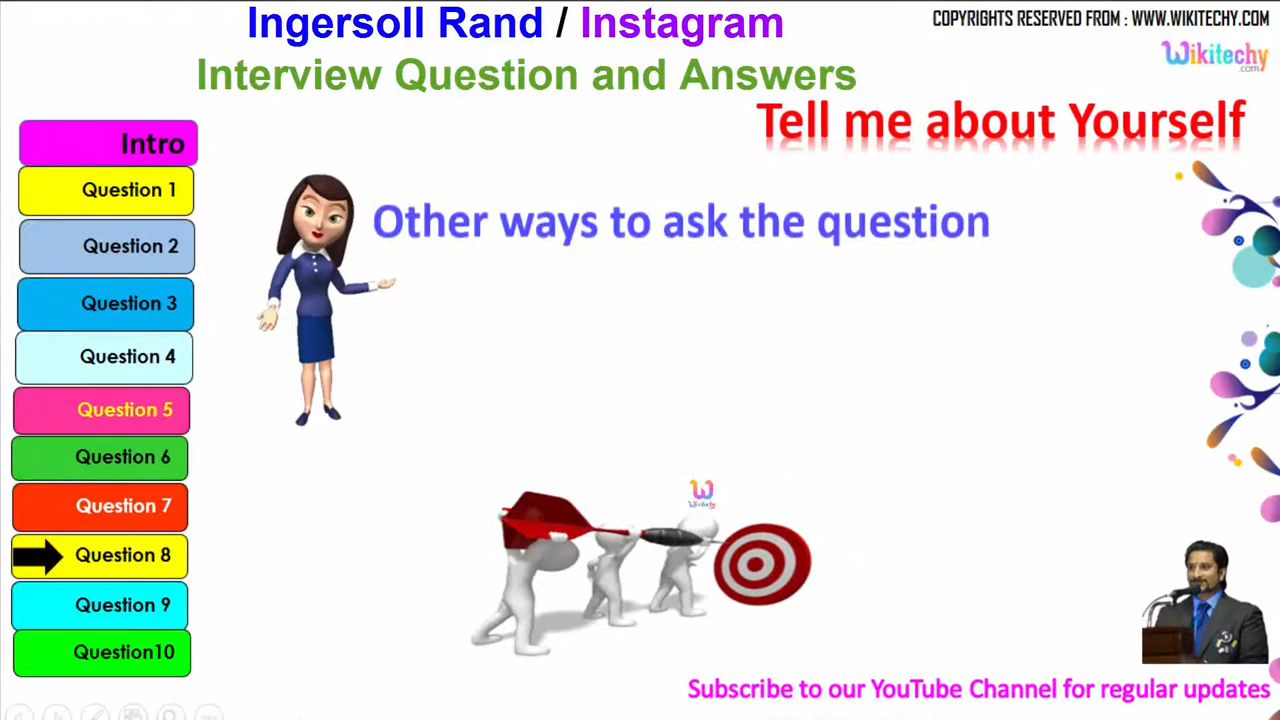 Ingersoll Rand / Instagram
Interview Question and Answers
COPYRIGHTS RESERVED FROM : WWW.WIKITECHY.COM
Wikitechy
.com
Tell me about Yourself
Intro
Question 1
Question 2
Question 3
Question 4
Question 5
Question 6
Question 7
Question 8
Question 9
Question10
Other ways to ask the question
W
Wikitechy
Subscribe to our YouTube Channel for regular updates